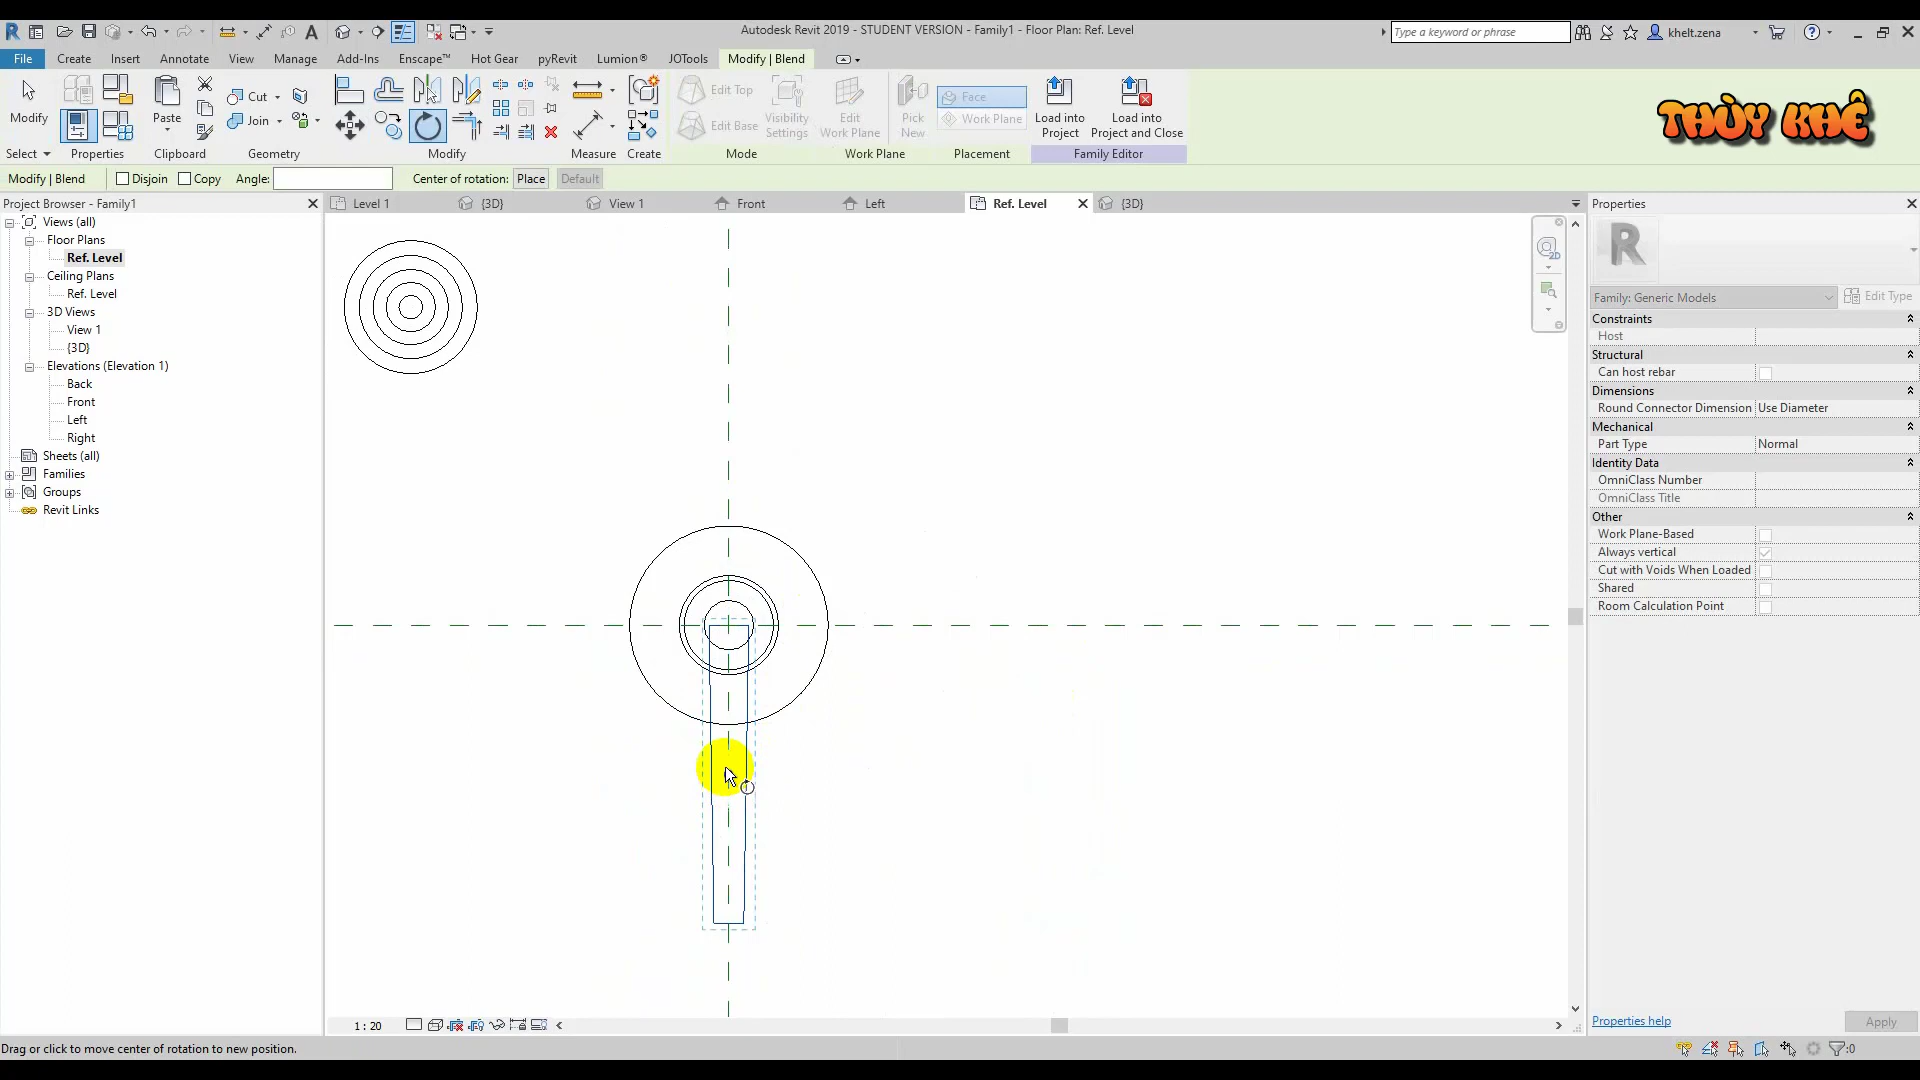 Autodesk Revit 2019 - STUDENT VERSION - Family1 - Floor Plan: Ref. Level
Type a keyword or phrase
khelt.zena
File
Create
Insert
Annotate
View
Manage
Add-Ins
Enscape™
Hot Gear
pyRevit
Lumion®
JOTools
Modify | Blend
Modify
Paste
Cut
Join
Edit Top
Edit Base
Visibility Settings
Edit Work Plane
Pick New
Face
Work Plane
Load into Project
Load into Project and Close
THÙY KHÊ
Select
Properties
Clipboard
Geometry
Modify
Measure
Create
Mode
Work Plane
Placement
Family Editor
Modify | Blend
Disjoin
Copy
Angle:
Center of rotation:
Place
Default
Project Browser - Family1
Level 1
{3D}
View 1
Front
Left
Ref. Level
{3D}
Properties
Views (all)
Floor Plans
Ref. Level
Ceiling Plans
Ref. Level
3D Views
View 1
{3D}
Elevations (Elevation 1)
Back
Front
Left
Right
Sheets (all)
Families
Groups
Revit Links
2D
Family: Generic Models
Edit Type
Constraints
Host
Structural
Can host rebar
Dimensions
Round Connector Dimension Use Diameter
Mechanical
Part Type Normal
Identity Data
OmniClass Number
OmniClass Title
Other
Work Plane-Based
Always vertical
Cut with Voids When Loaded
Shared
Room Calculation Point
Properties help
Apply
1 : 20
Drag or click to move center of rotation to new position.
:0